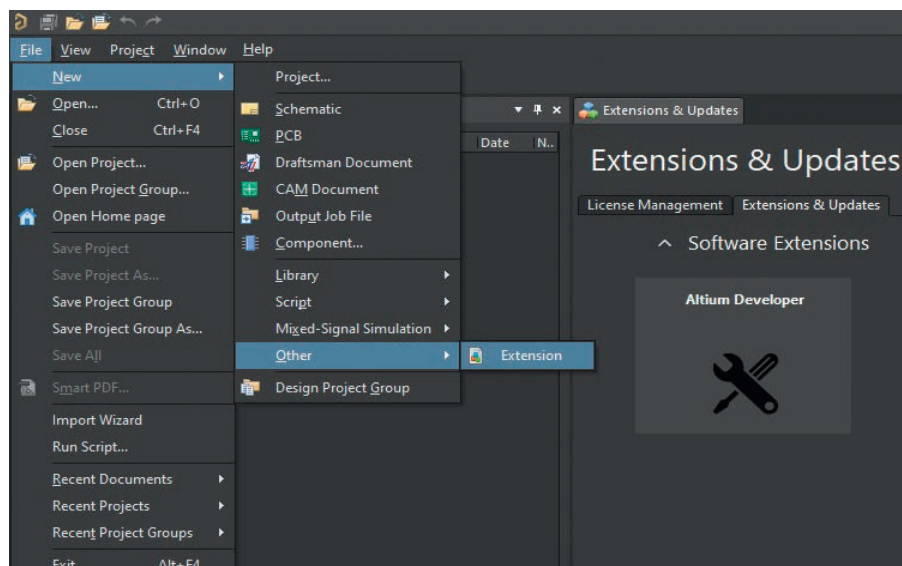 File View Project Window Help
New
Open... Ctrl+O
Close Ctrl+F4
Open Project...
Open Project Group...
Open Home page
Save Project
Save Project As...
Save Project Group
Save Project Group As...
Save All
Smart PDF...
Import Wizard
Run Script...
Recent Documents
Recent Projects
Recent Project Groups
Exit Alt+F4
Project...
Schematic
PCB
Draftsman Document
CAM Document
Output Job File
Component...
Library
Script
Mixed-Signal Simulation
Other
Design Project Group
Extension
Date N..
Extensions & Updates
Extensions & Updates
License Management Extensions & Updates
Software Extensions
Altium Developer